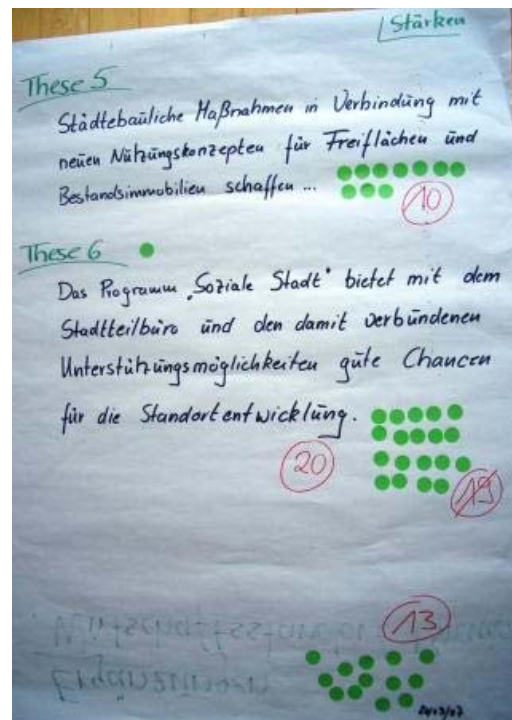 Stärken
These 5
Städtebauliche Maßnahmen in Verbindung mit
neuen Nützungskonzepten für Freiflächen und
Bestandsimmobilien schaffen ...
10
These 6
Das Programm „Soziale Stadt" bietet mit dem
Stadtteilbüro und den damit verbundenen
Unterstützungsmöglichkeiten gute Chancen
für die Standortentwicklung.
20
19
13